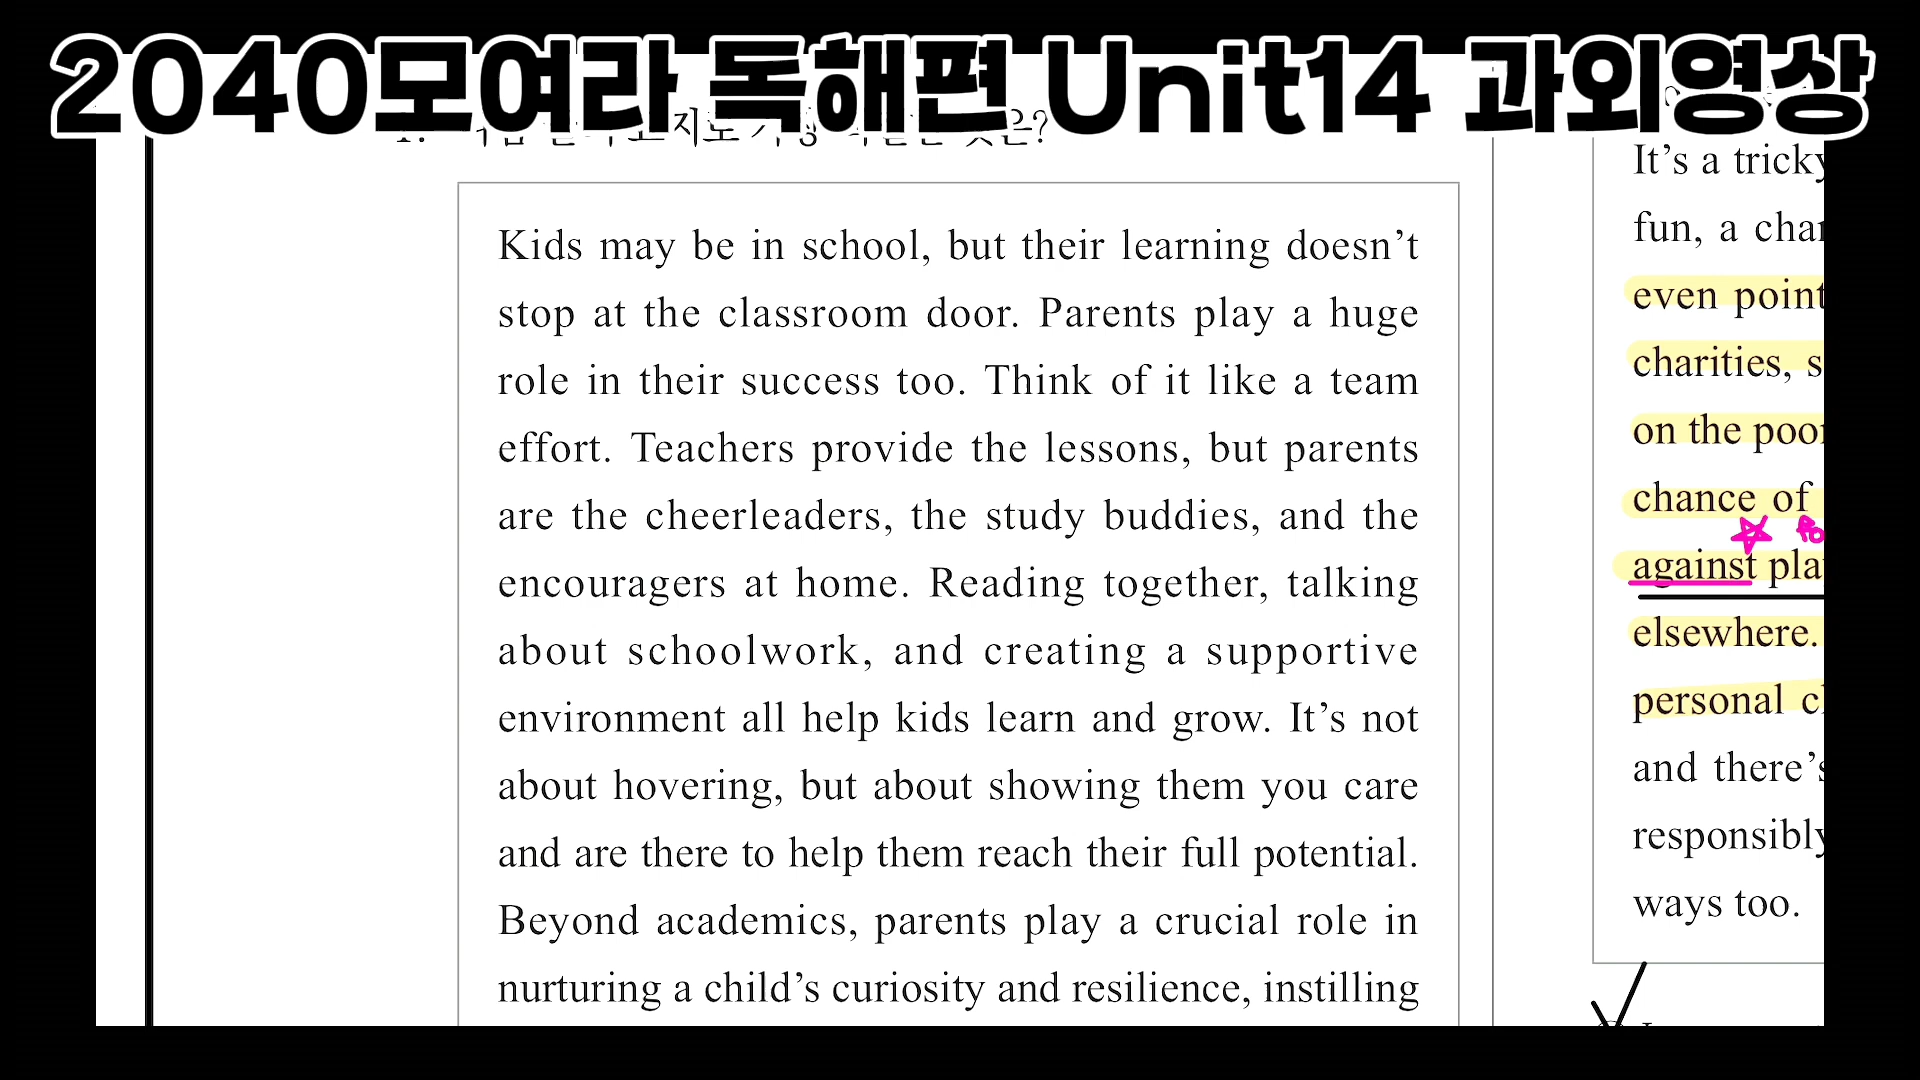 2040모여라 독해편 Unit14 과외영상
Kids may be in school, but their learning doesn’t
stop at the classroom door. Parents play a huge
role in their success too. Think of it like a team
effort. Teachers provide the lessons, but parents
are the cheerleaders, the study buddies, and the
encouragers at home. Reading together, talking
about schoolwork, and creating a supportive
environment all help kids learn and grow. It’s not
about hovering, but about showing them you care
and are there to help them reach their full potential.
Beyond academics, parents play a crucial role in
nurturing a child’s curiosity and resilience, instilling
It’s a tricky
fun, a
even point
charities,
on the poor
chance of
against
elsewhere.
personal
and there’s
responsibly
ways too.